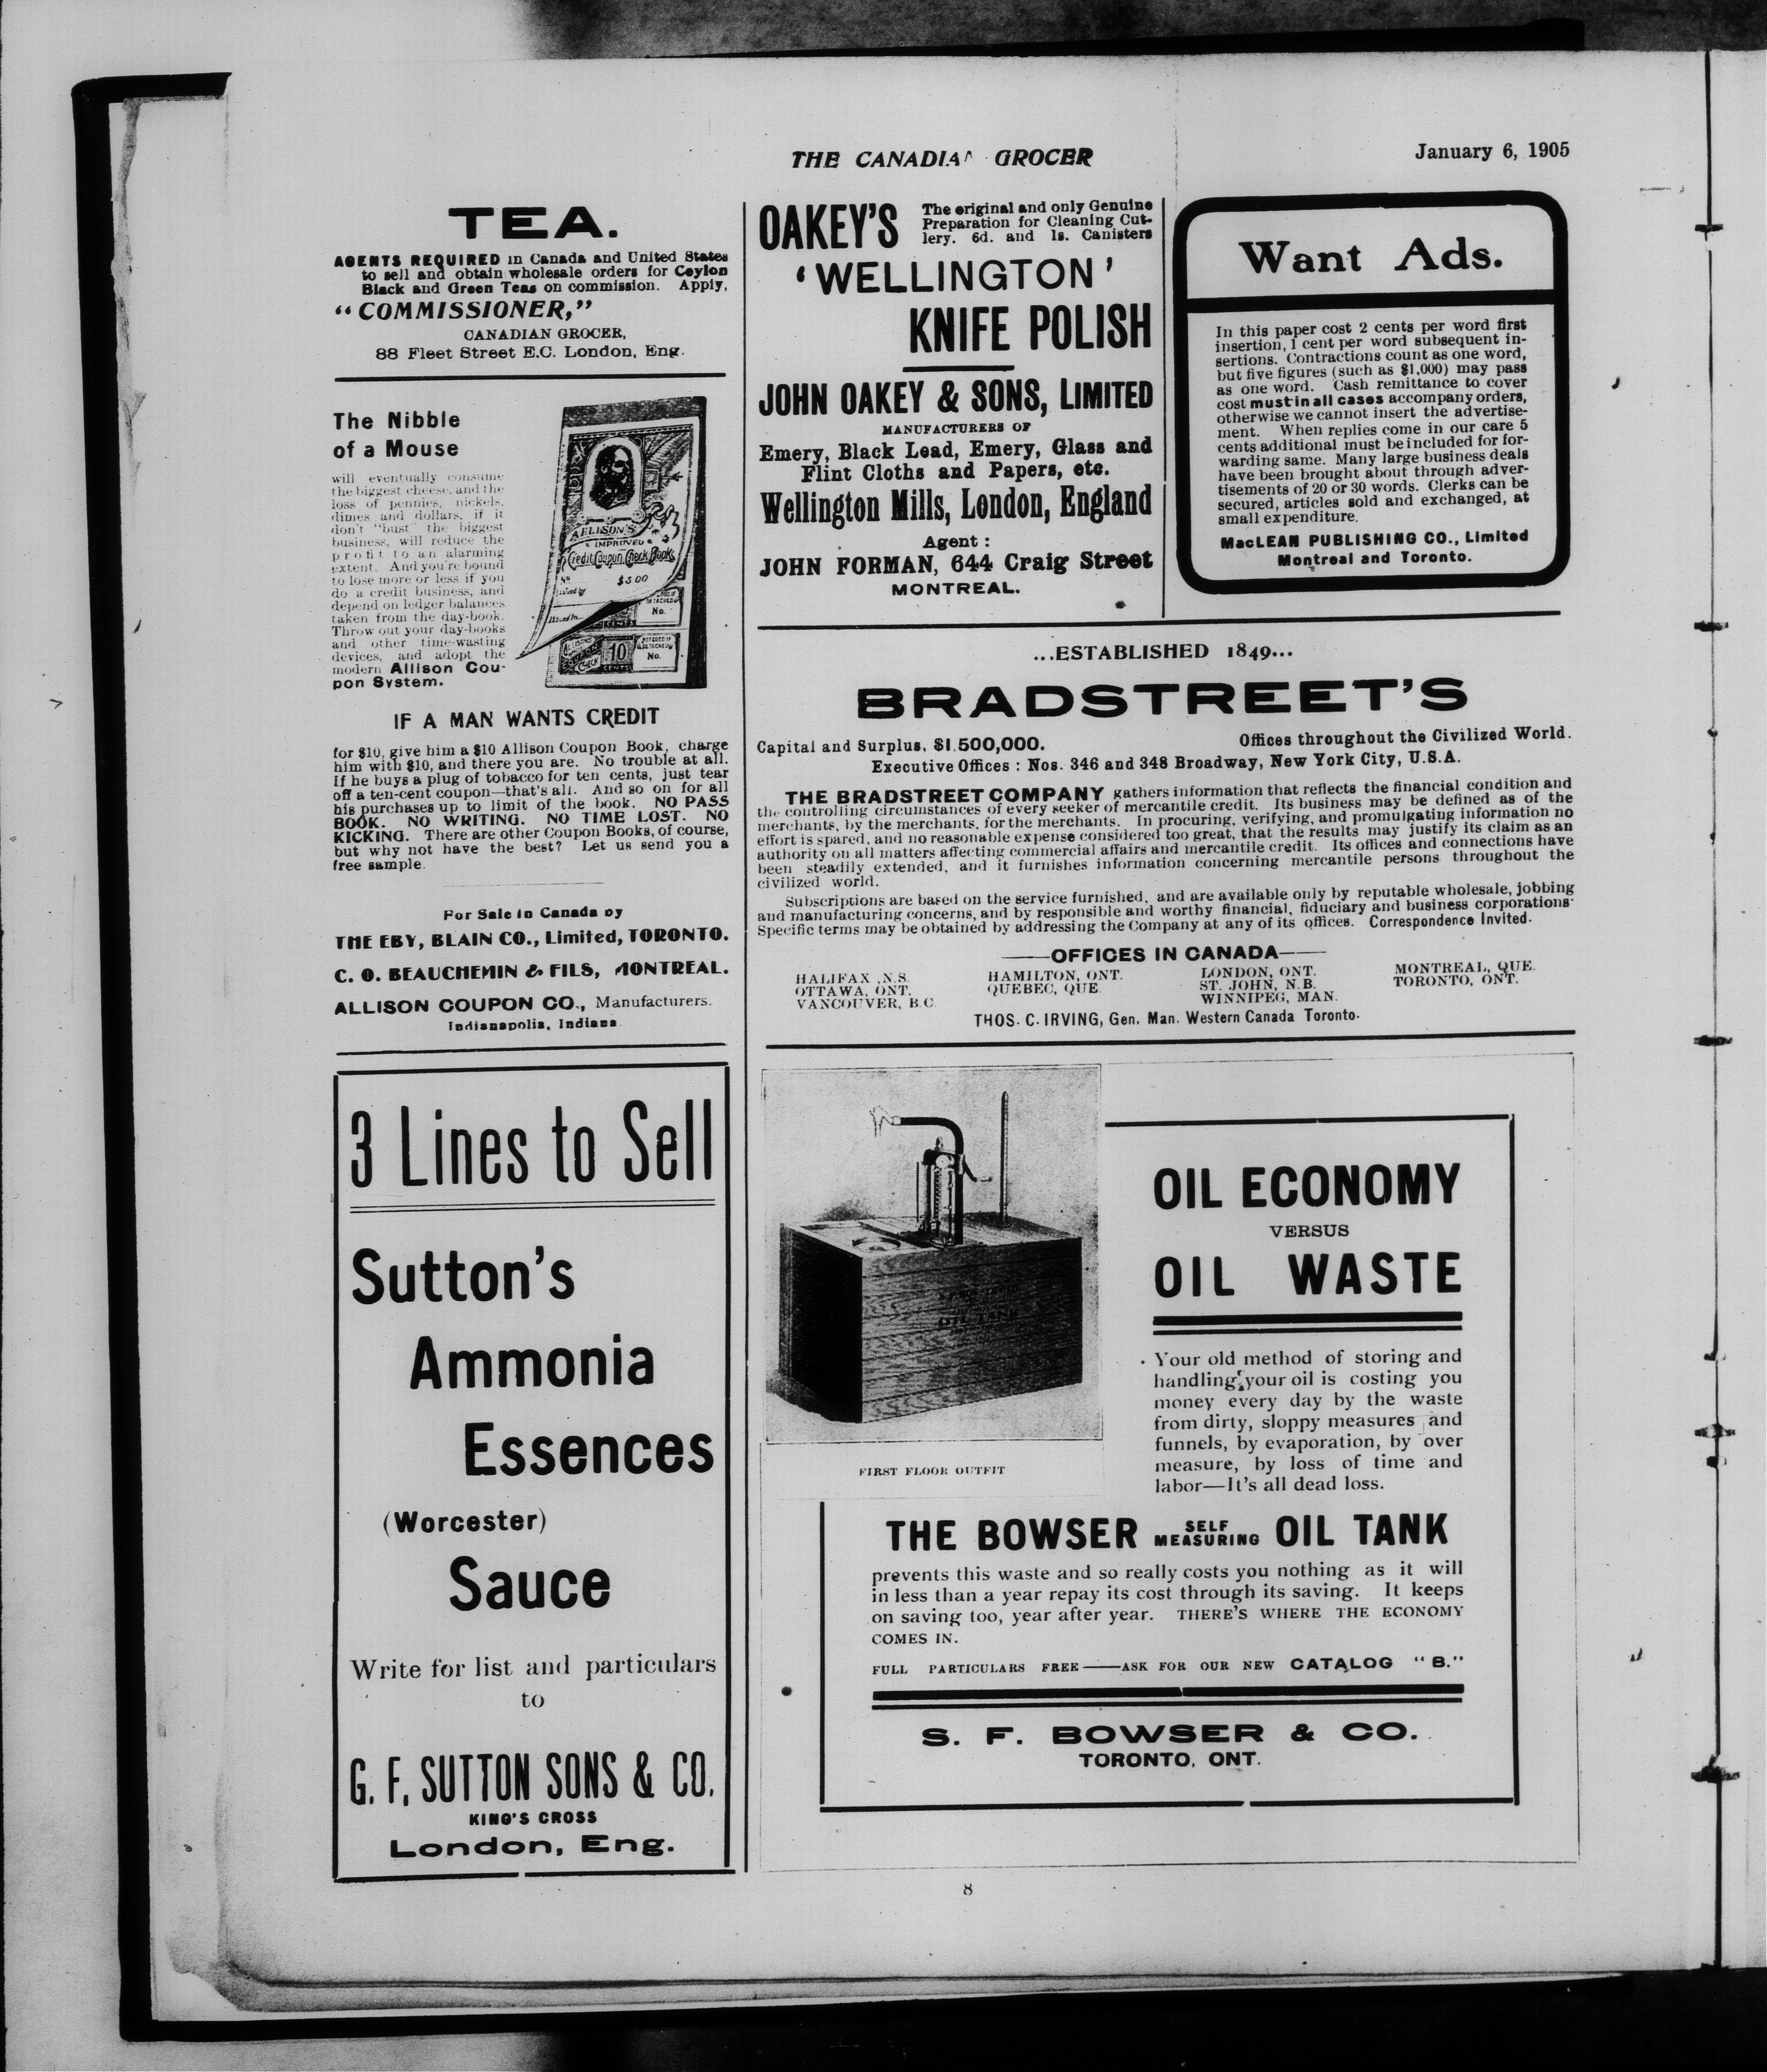 THE CANADIAN GROCER
January 6, 1905
TEA.
AGENTS REQUIRED in Canada and United States
to sell and obtain wholesale orders for Ceylon
Black and Green Teas on commission. Apply,
"COMMISSIONER,"
CANADIAN GROCER,
88 Fleet Street E.C. London, Eng.
The Nibble
of a Mouse
will eventually consume
the biggest cheese, and the
loss of pennies, nickels,
dimes and dollars, if it
don't "bust" the biggest
business, will reduce the
profit to an alarming
extent. And you're bound
to lose more or less if you
do a credit business, and
depend on ledger balances
taken from the day-book.
Throw out your day-books
and other time-wasting
devices, and adopt the
modern Allison Cou-
pon System.
ALLISON'S
IMPROVED
Credit Coupon Check Book
No
$5.00
Issued by
Issued to
No.
10
No.
IF A MAN WANTS CREDIT
for $10, give him a $10 Allison Coupon Book, charge
him with $10, and there you are. No trouble at all.
If he buys a plug of tobacco for ten cents, just tear
off a ten-cent coupon—that's all. And so on for all
his purchases up to limit of the book. NO PASS
BOOK. NO WRITING. NO TIME LOST. NO
KICKING. There are other Coupon Books, of course,
but why not have the best? Let us send you a
free sample.
For Sale in Canada by
THE EBY, BLAIN CO., Limited, TORONTO.
C. O. BEAUCHEMIN & FILS, MONTREAL.
ALLISON COUPON CO., Manufacturers.
Indianapolis, Indiana.
3 Lines to Sell
Sutton's
Ammonia
Essences
(Worcester)
Sauce
Write for list and particulars
to
G. F. SUTTON SONS & CO.
KING'S CROSS
London, Eng.
OAKEY'S
The original and only Genuine
Preparation for Cleaning Cut-
lery. 6d. and 1s. Canisters
'WELLINGTON'
KNIFE POLISH
JOHN OAKEY & SONS, LIMITED
MANUFACTURERS OF
Emery, Black Lead, Emery, Glass and
Flint Cloths and Papers, etc.
Wellington Mills, London, England
Agent:
JOHN FORMAN, 644 Craig Street
MONTREAL.
Want Ads.
In this paper cost 2 cents per word first
insertion, 1 cent per word subsequent in-
sertions. Contractions count as one word,
but five figures (such as $1,000) may pass
as one word. Cash remittance to cover
cost must in all cases accompany orders,
otherwise we cannot insert the advertise-
ment. When replies come in our care 5
cents additional must be included for for-
warding same. Many large business deals
have been brought about through adver-
tisements of 20 or 30 words. Clerks can be
secured, articles sold and exchanged, at
small expenditure.
MacLEAN PUBLISHING CO., Limited
Montreal and Toronto.
...ESTABLISHED 1849...
BRADSTREET'S
Capital and Surplus, $1,500,000.
Offices throughout the Civilized World.
Executive Offices: Nos. 346 and 348 Broadway, New York City, U.S.A.
THE BRADSTREET COMPANY gathers information that reflects the financial condition and
the controlling circumstances of every seeker of mercantile credit. Its business may be defined as of the
merchants, by the merchants, for the merchants. In procuring, verifying, and promulgating information no
effort is spared, and no reasonable expense considered too great, that the results may justify its claim as an
authority on all matters affecting commercial affairs and mercantile credit. Its offices and connections have
been steadily extended, and it furnishes information concerning mercantile persons throughout the
civilized world.
Subscriptions are based on the service furnished, and are available only by reputable wholesale, jobbing
and manufacturing concerns, and by responsible and worthy financial, fiduciary and business corporations.
Specific terms may be obtained by addressing the Company at any of its offices. Correspondence Invited.
——OFFICES IN CANADA——
HALIFAX, N.S. HAMILTON, ONT. LONDON, ONT. MONTREAL, QUE.
OTTAWA, ONT. QUEBEC, QUE. ST. JOHN, N.B. TORONTO, ONT.
VANCOUVER, B.C. WINNIPEG, MAN.
THOS. C. IRVING, Gen. Man. Western Canada Toronto.
OIL TANK
FIRST FLOOR OUTFIT
OIL ECONOMY
VERSUS
OIL WASTE
Your old method of storing and
handling your oil is costing you
money every day by the waste
from dirty, sloppy measures and
funnels, by evaporation, by over
measure, by loss of time and
labor—It's all dead loss.
THE BOWSER SELF MEASURING OIL TANK
prevents this waste and so really costs you nothing as it will
in less than a year repay its cost through its saving. It keeps
on saving too, year after year. THERE'S WHERE THE ECONOMY
COMES IN.
FULL PARTICULARS FREE——ASK FOR OUR NEW CATALOG "B."
S. F. BOWSER & CO.
TORONTO, ONT.
8